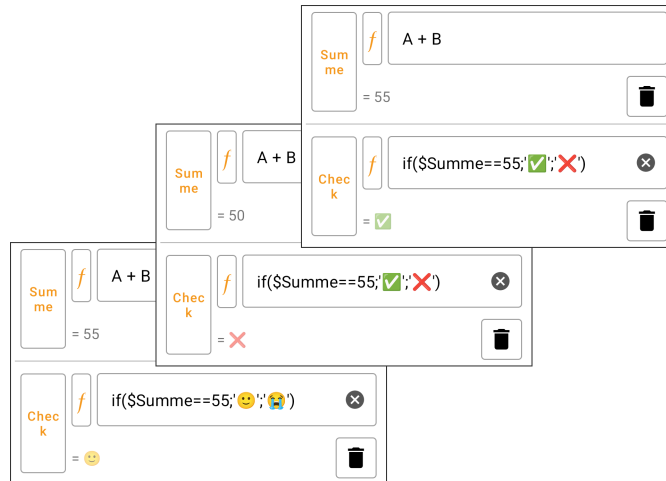 Sum
me
f
A + B
= 55
Chec
k
f
if($Summe==55;'✅';'❌')
= ✅
Sum
me
f
A + B
= 50
Chec
k
f
if($Summe==55;'✅';'❌')
= ❌
Sum
me
f
A + B
= 55
Chec
k
f
if($Summe==55;'🙂';'😭')
= 🙂